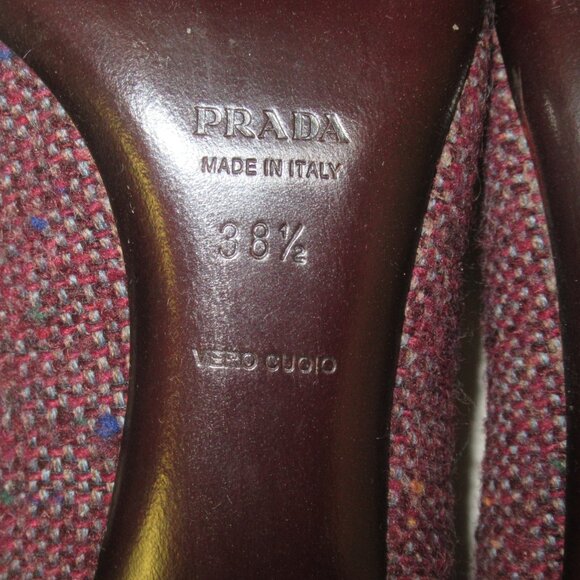 PRADA
MADE IN ITALY
38½
VERO CUOIO